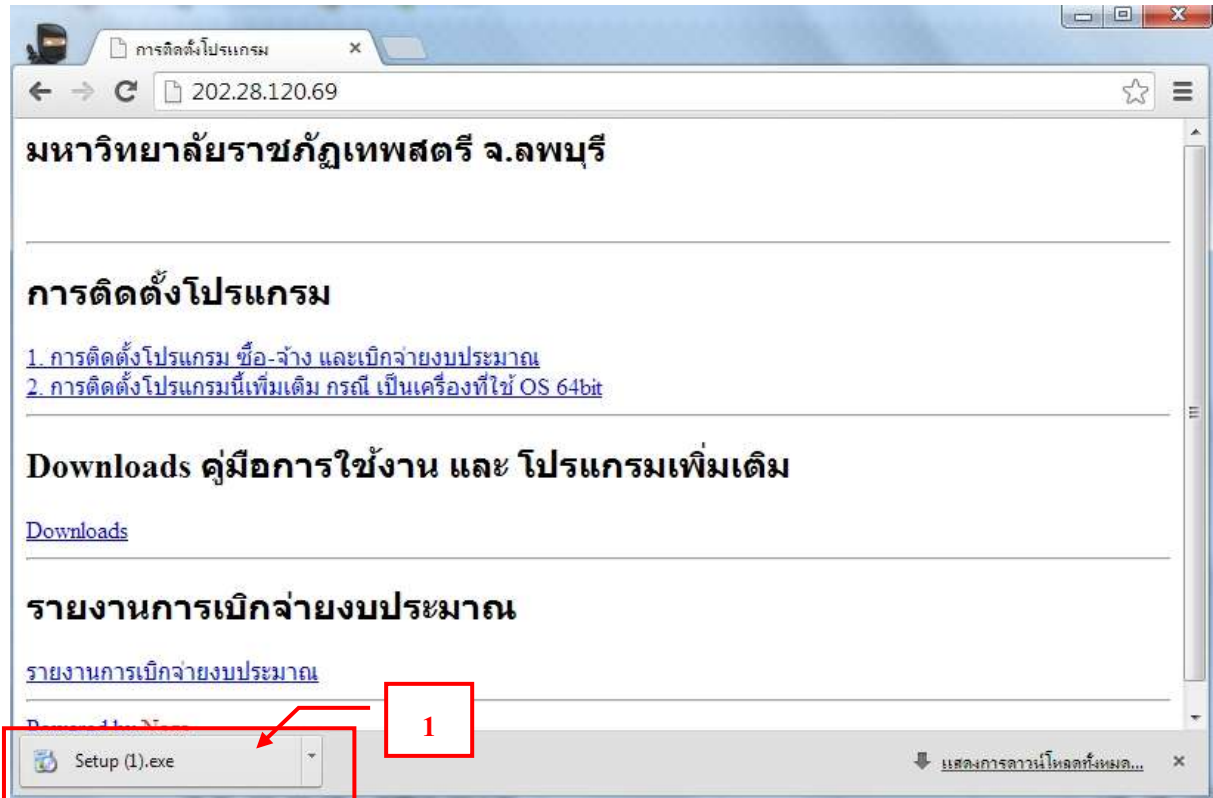 การติดตั้งโปรแกรม
202.28.120.69
มหาวิทยาลัยราชภัฏเทพสตรี จ.ลพบุรี
การติดตั้งโปรแกรม
1. การติดตั้งโปรแกรม ซื้อ-จ้าง และเบิกจ่ายงบประมาณ
2. การติดตั้งโปรแกรมนี้เพิ่มเติม กรณี เป็นเครื่องที่ใช้ OS 64bit
Downloads คู่มือการใช้งาน และ โปรแกรมเพิ่มเติม
Downloads
รายงานการเบิกจ่ายงบประมาณ
รายงานการเบิกจ่ายงบประมาณ
Powered by
1
Setup (1).exe
แสดงการดาวน์โหลดทั้งหมด...